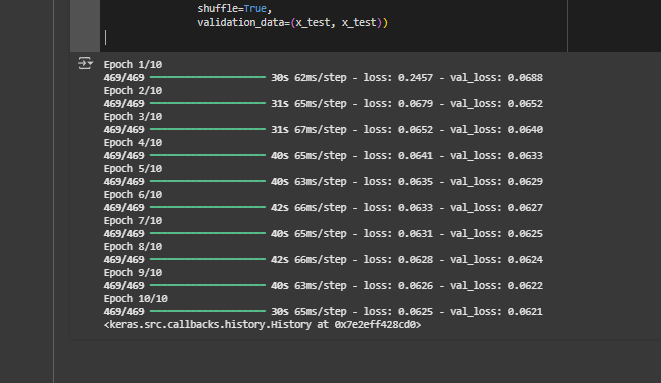 shuffle=True,
validation_data=(x_test, x_test))
Epoch 1/10
469/469 30s 62ms/step - loss: 0.2457 - val_loss: 0.0688
Epoch 2/10
469/469 31s 65ms/step - loss: 0.0679 - val_loss: 0.0652
Epoch 3/10
469/469 31s 67ms/step - loss: 0.0652 - val_loss: 0.0640
Epoch 4/10
469/469 40s 65ms/step - loss: 0.0641 - val_loss: 0.0633
Epoch 5/10
469/469 40s 63ms/step - loss: 0.0635 - val_loss: 0.0629
Epoch 6/10
469/469 42s 66ms/step - loss: 0.0633 - val_loss: 0.0627
Epoch 7/10
469/469 40s 65ms/step - loss: 0.0631 - val_loss: 0.0625
Epoch 8/10
469/469 42s 66ms/step - loss: 0.0628 - val_loss: 0.0624
Epoch 9/10
469/469 40s 63ms/step - loss: 0.0626 - val_loss: 0.0622
Epoch 10/10
469/469 30s 65ms/step - loss: 0.0625 - val_loss: 0.0621
<keras.src.callbacks.history.History at 0x7e2eff428cd0>